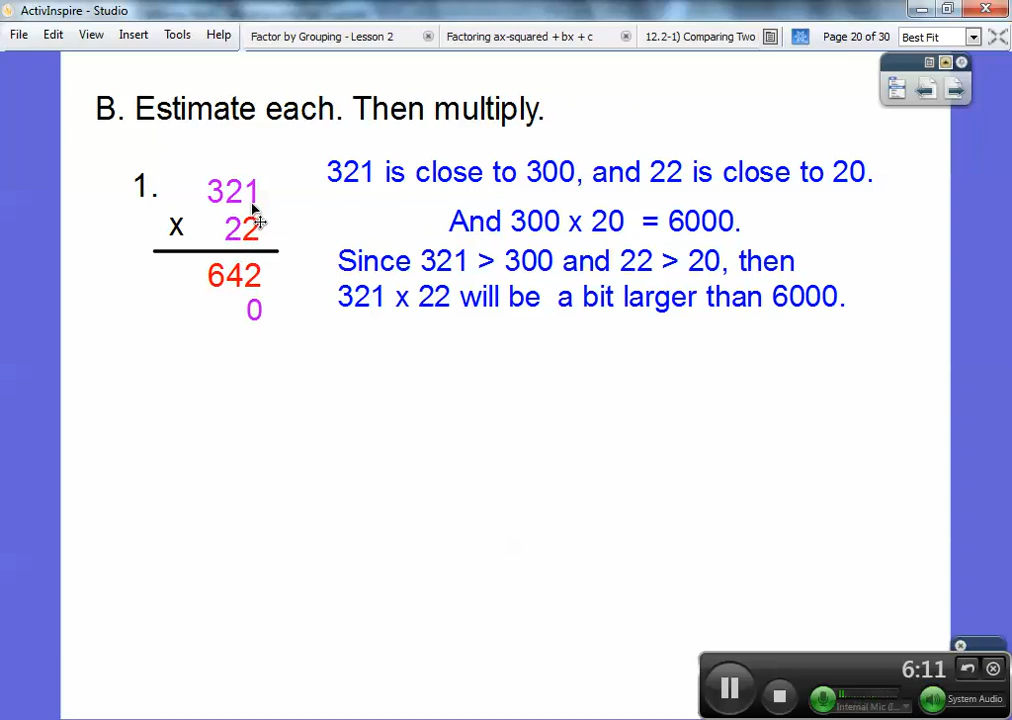 ActivInspire - Studio
File Edit View Insert Tools Help Factor by Grouping - Lesson 2 Factoring ax-squared + bx + c 12.2-1) Comparing Two Page 20 of 30 Best Fit
B. Estimate each. Then multiply.
1. 321
x 22
642
0
321 is close to 300, and 22 is close to 20.
And 300 x 20 = 6000.
Since 321 > 300 and 22 > 20, then
321 x 22 will be a bit larger than 6000.
6:11
Internal Mic (I...
System Audio